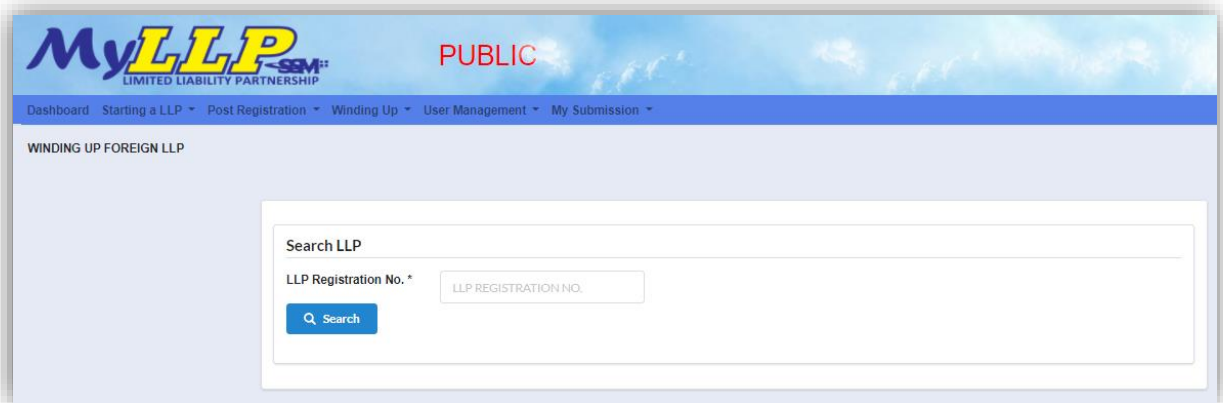 MyLLP SSM
LIMITED LIABILITY PARTNERSHIP
PUBLIC
Dashboard Starting a LLP Post Registration Winding Up User Management My Submission
WINDING UP FOREIGN LLP
Search LLP
LLP Registration No. *
LLP REGISTRATION NO.
Search